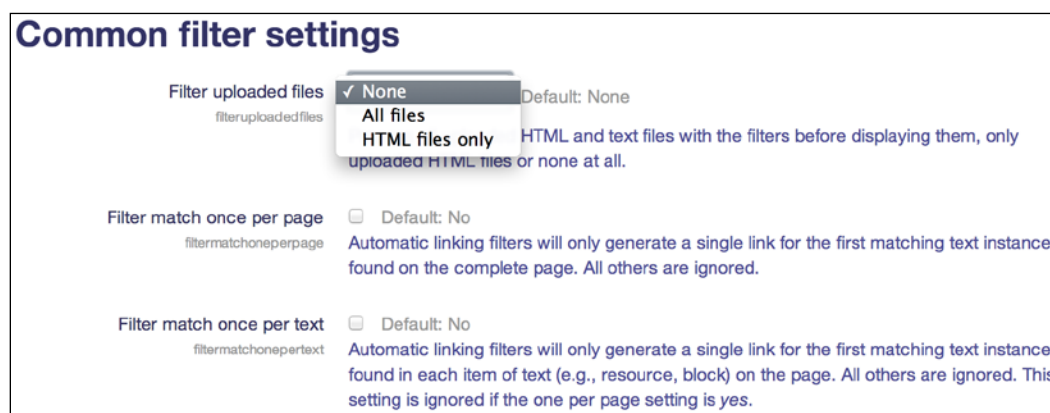 Common filter settings
Filter uploaded files ✓ None Default: None
filteruploadedfiles All files
HTML files only HTML and text files with the filters before displaying them, only
uploaded HTML files or none at all.
Filter match once per page Default: No
filtermatchoneperpage Automatic linking filters will only generate a single link for the first matching text instance
found on the complete page. All others are ignored.
Filter match once per text Default: No
filtermatchonepertext Automatic linking filters will only generate a single link for the first matching text instance
found in each item of text (e.g., resource, block) on the page. All others are ignored. This
setting is ignored if the one per page setting is yes.